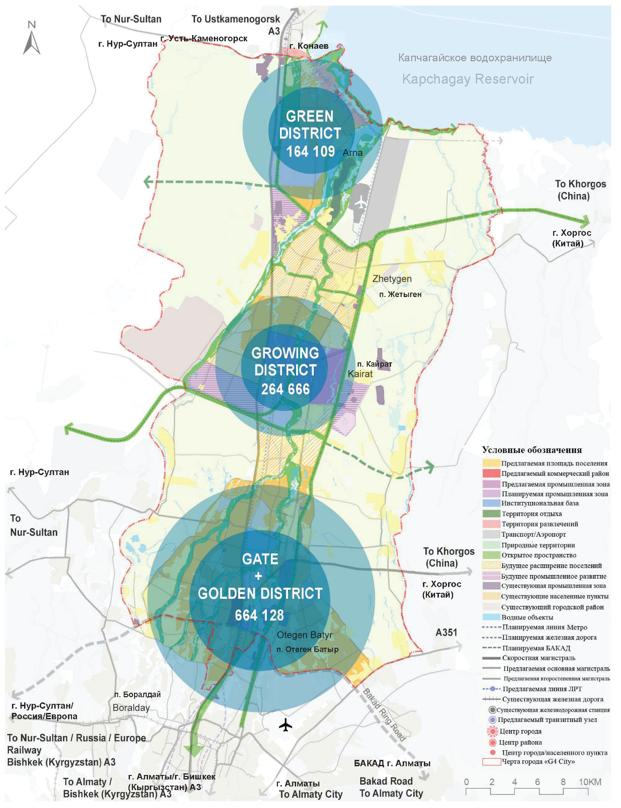 To Nur-Sultan
г. Нур-Султан
To Ustkamenogorsk
A3
г. Усть-Каменогорск
г. Конаев
N
Капчагайское водохранилище
Kapchagay Reservoir
GREEN
DISTRICT
164 109
Arna
To Khorgos
(China)
г. Хоргос
(Китай)
Zhetygen
п. Жетыген
GROWING
DISTRICT
264 666
п. Кайрат
Kairat
г. Нур-Султан
To
Nur-Sultan
GATE
+
GOLDEN DISTRICT
664 128
Otegen Batyr
п. Отеген Батыр
To Khorgos
(China)
г. Хоргос
(Китай)
A351
г. Нур-Султан/
Россия/Европа
п. Боралдай
Boralday
To Nur-Sultan / Russia / Europe
Railway
Bishkek (Kyrgyzstan) A3
To Almaty /
Bishkek (Kyrgyzstan) A3
г. Алматы/г. Бишкек
(Кыргызстан) A3
г. Алматы
To Almaty City
Bakad Ring Road
БАКАД г. Алматы
Bakad Road
To Almaty City
Условные обозначения
Предлагаемая площадь поселения
Предлагаемый коммерческий район
Предлагаемая промышленная зона
Планируемая промышленная зона
Институциональная база
Территория отдыха
Территория развлечений
Транспорт/Аэропорт
Природные территории
Открытое пространство
Будущее расширение поселений
Будущее промышленное развитие
Существующая промышленная зона
Существующие населенные пункты
Существующий городской район
Водные объекты
Планируемая линия Метро
Планируемая железная дорога
Планируемая БАКАД
Скоростная магистраль
Предлагаемая основная магистраль
Предлагаемая второстепенная магистраль
Предлагаемая линия ЛРТ
Существующая железная дорога
Существующая железнодорожная станция
Предлагаемый транзитный узел
Центр города
Центр района
Центр города/населенного пункта
Черта города «G4 City»
0 2 4 6 8 10KM